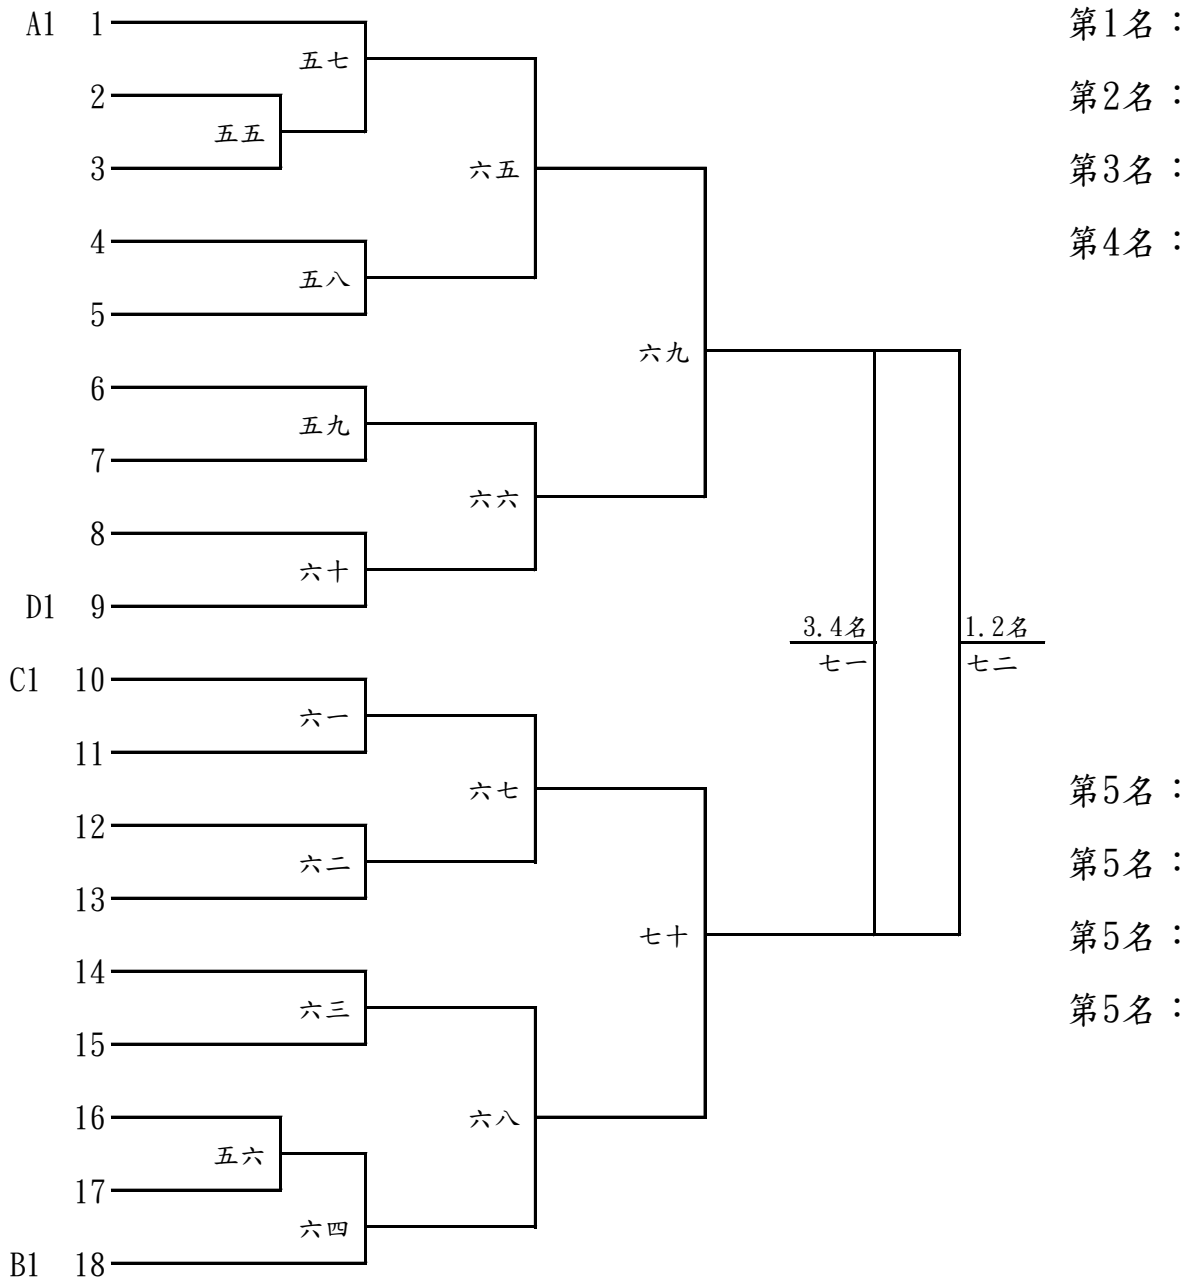 A1 1 第1名：
五七
2 第2名：
五五
3 六五 第3名：
4 第4名：
五八
5
六九
6
五九
7
六六
8
六十
D1 9
3.4名 1.2名
七一 七二
C1 10
六一
11
六七 第5名：
12
六二 第5名：
13
七十 第5名：
14
六三 第5名：
15
16 六八
五六
17
六四
B1 18